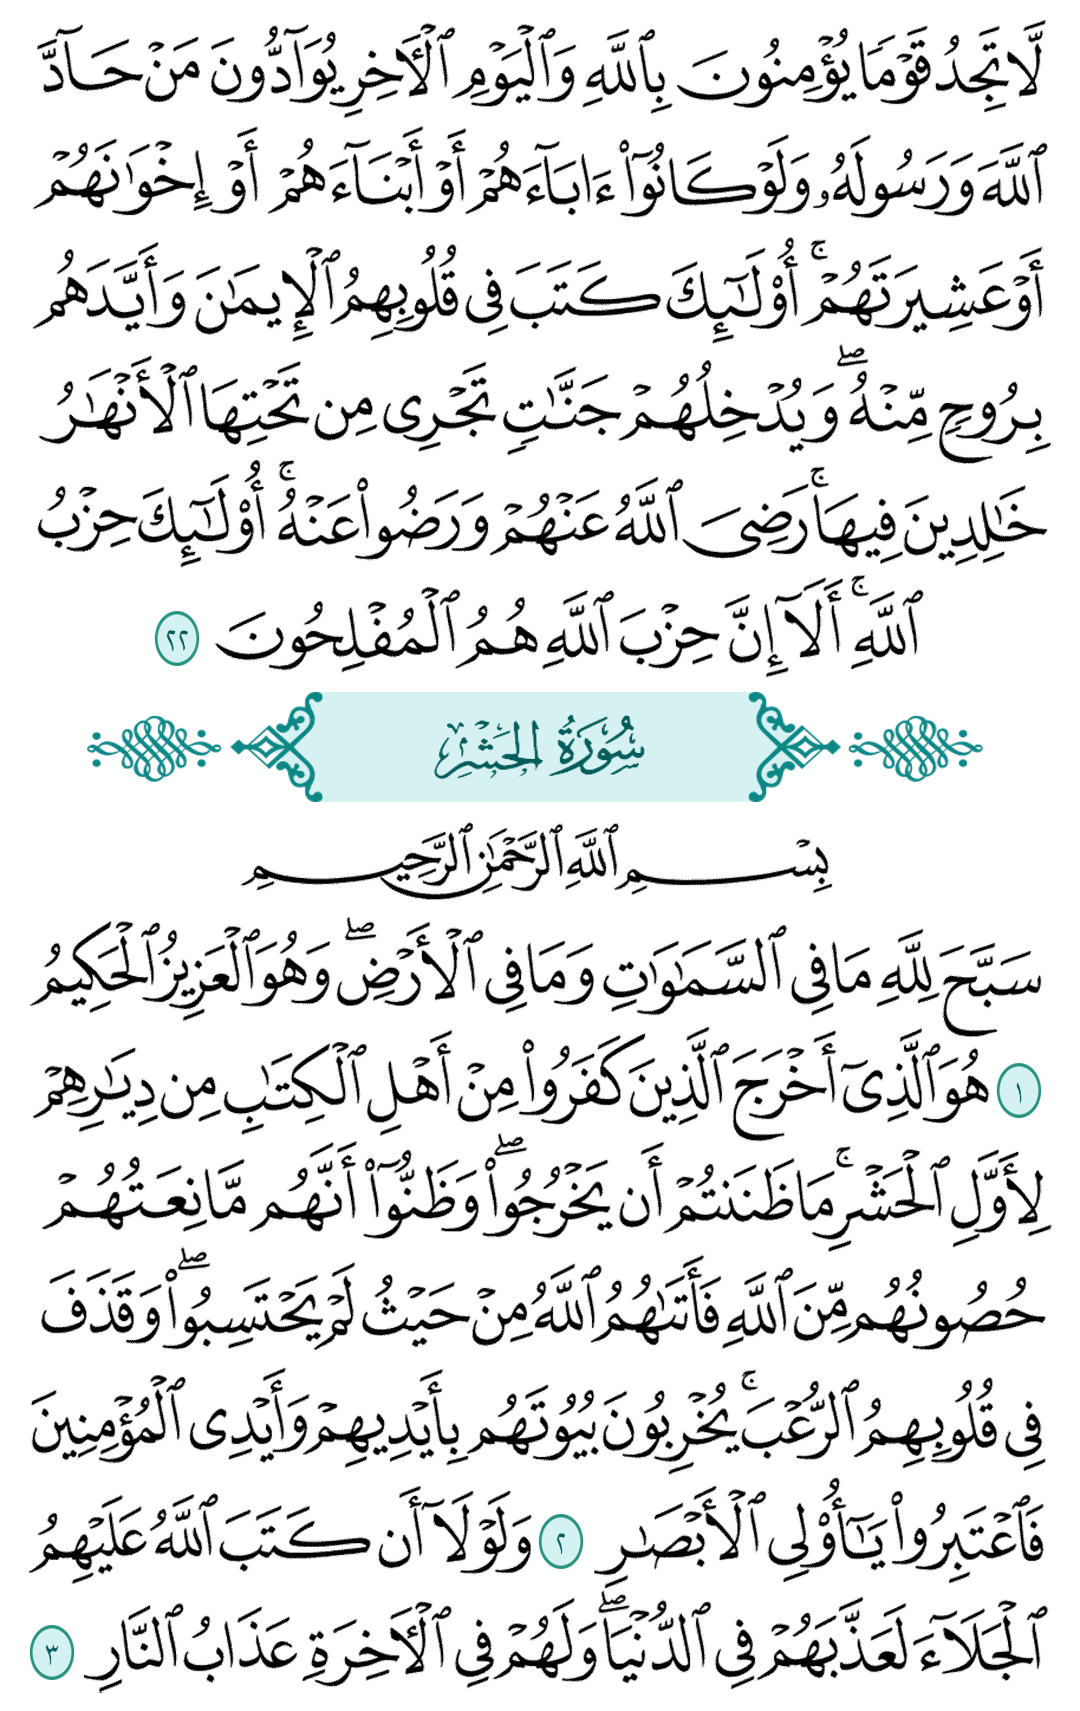 لَّا تَجِدُ قَوْمًا يُؤْمِنُونَ بِٱللَّهِ وَٱلْيَوْمِ ٱلْـَٔاخِرِ يُوَآدُّونَ مَنْ حَآدَّ
ٱللَّهَ وَرَسُولَهُۥ وَلَوْ كَانُوٓا۟ ءَابَآءَهُمْ أَوْ أَبْنَآءَهُمْ أَوْ إِخْوَٰنَهُمْ
أَوْ عَشِيرَتَهُمْ ۚ أُو۟لَـٰٓئِكَ كَتَبَ فِى قُلُوبِهِمُ ٱلْإِيمَـٰنَ وَأَيَّدَهُم
بِرُوحٍ مِّنْهُ ۖ وَيُدْخِلُهُمْ جَنَّـٰتٍ تَجْرِى مِن تَحْتِهَا ٱلْأَنْهَـٰرُ
خَـٰلِدِينَ فِيهَا ۚ رَضِىَ ٱللَّهُ عَنْهُمْ وَرَضُوا۟ عَنْهُ ۚ أُو۟لَـٰٓئِكَ حِزْبُ
ٱللَّهِ ۚ أَلَآ إِنَّ حِزْبَ ٱللَّهِ هُمُ ٱلْمُفْلِحُونَ ٢٢
سُورَةُ الحَشْرِ
بِسْمِ ٱللَّهِ ٱلرَّحْمَـٰنِ ٱلرَّحِيمِ
سَبَّحَ لِلَّهِ مَا فِى ٱلسَّمَـٰوَٰتِ وَمَا فِى ٱلْأَرْضِ ۖ وَهُوَ ٱلْعَزِيزُ ٱلْحَكِيمُ
١ هُوَ ٱلَّذِىٓ أَخْرَجَ ٱلَّذِينَ كَفَرُوا۟ مِنْ أَهْلِ ٱلْكِتَـٰبِ مِن دِيَـٰرِهِمْ
لِأَوَّلِ ٱلْحَشْرِ ۚ مَا ظَنَنتُمْ أَن يَخْرُجُوا۟ ۖ وَظَنُّوٓا۟ أَنَّهُم مَّانِعَتُهُمْ
حُصُونُهُم مِّنَ ٱللَّهِ فَأَتَىٰهُمُ ٱللَّهُ مِنْ حَيْثُ لَمْ يَحْتَسِبُوا۟ ۖ وَقَذَفَ
فِى قُلُوبِهِمُ ٱلرُّعْبَ ۚ يُخْرِبُونَ بُيُوتَهُم بِأَيْدِيهِمْ وَأَيْدِى ٱلْمُؤْمِنِينَ
فَٱعْتَبِرُوا۟ يَـٰٓأُو۟لِى ٱلْأَبْصَـٰرِ ٢ وَلَوْلَآ أَن كَتَبَ ٱللَّهُ عَلَيْهِمُ
ٱلْجَلَآءَ لَعَذَّبَهُمْ فِى ٱلدُّنْيَا ۖ وَلَهُمْ فِى ٱلْـَٔاخِرَةِ عَذَابُ ٱلنَّارِ ٣